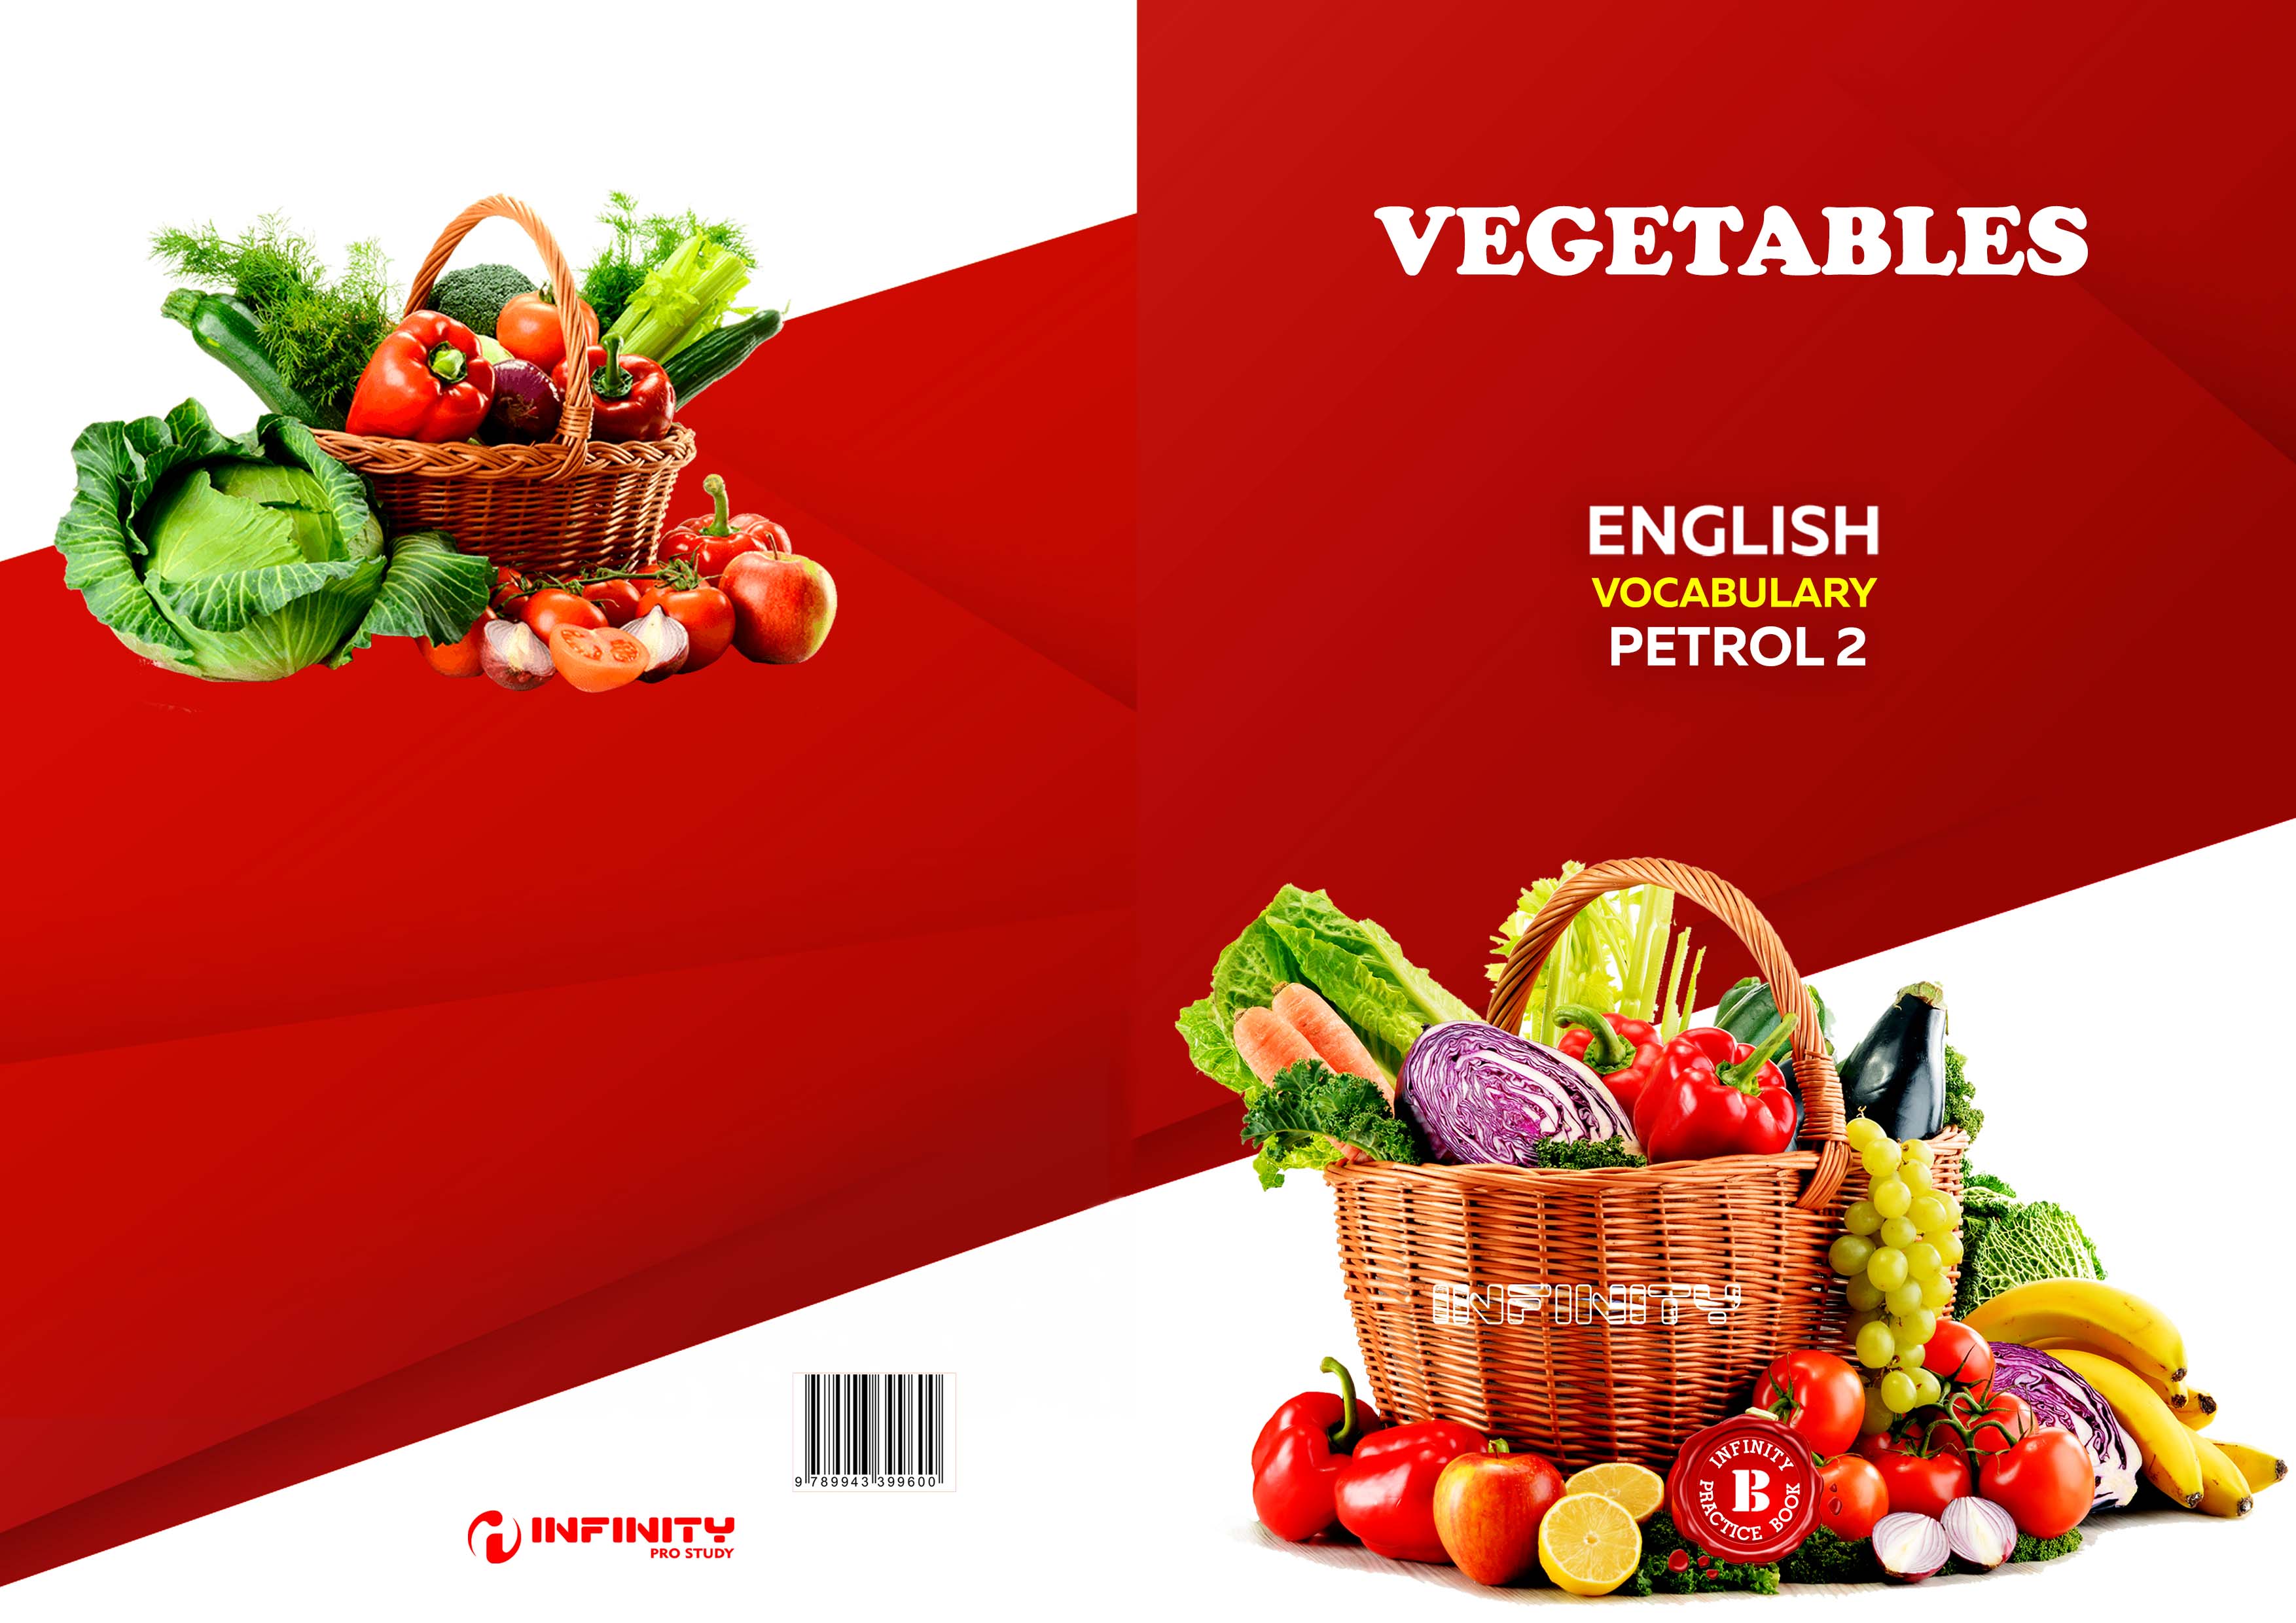 VEGETABLES
ENGLISH
VOCABULARY
PETROL 2
INFINITY
INFINITY
B
PRACTICE BOOK
9 789943 399600
INFINITY
PRO STUDY